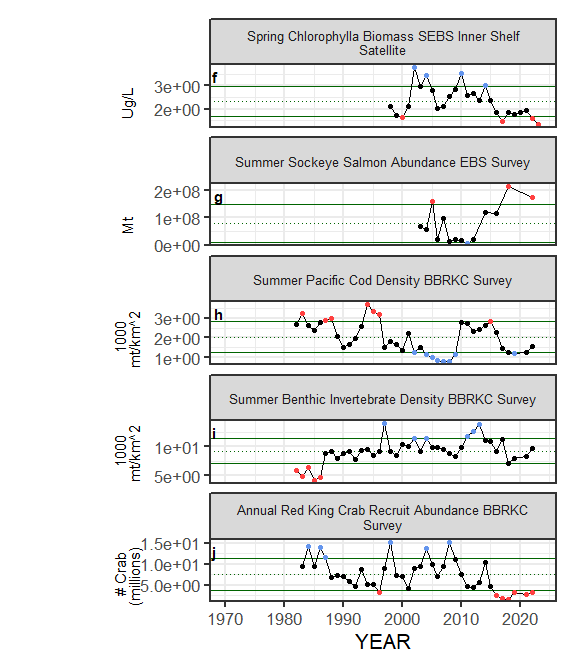 Spring Chlorophylla Biomass SEBS Inner Shelf
Satellite
f
Ug/L
3e+00
2e+00
Summer Sockeye Salmon Abundance EBS Survey
g
Mt
2e+08
1e+08
0e+00
Summer Pacific Cod Density BBRKC Survey
h
1000
mt/km^2
3e+00
2e+00
1e+00
Summer Benthic Invertebrate Density BBRKC Survey
i
1000
mt/km^2
1e+01
5e+00
Annual Red King Crab Recruit Abundance BBRKC
Survey
j
# Crab
(millions)
1.5e+01
1.0e+01
5.0e+00
1970 1980 1990 2000 2010 2020
YEAR